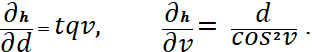 ∂h/∂d = tqv, ∂h/∂v = d/cos²v .